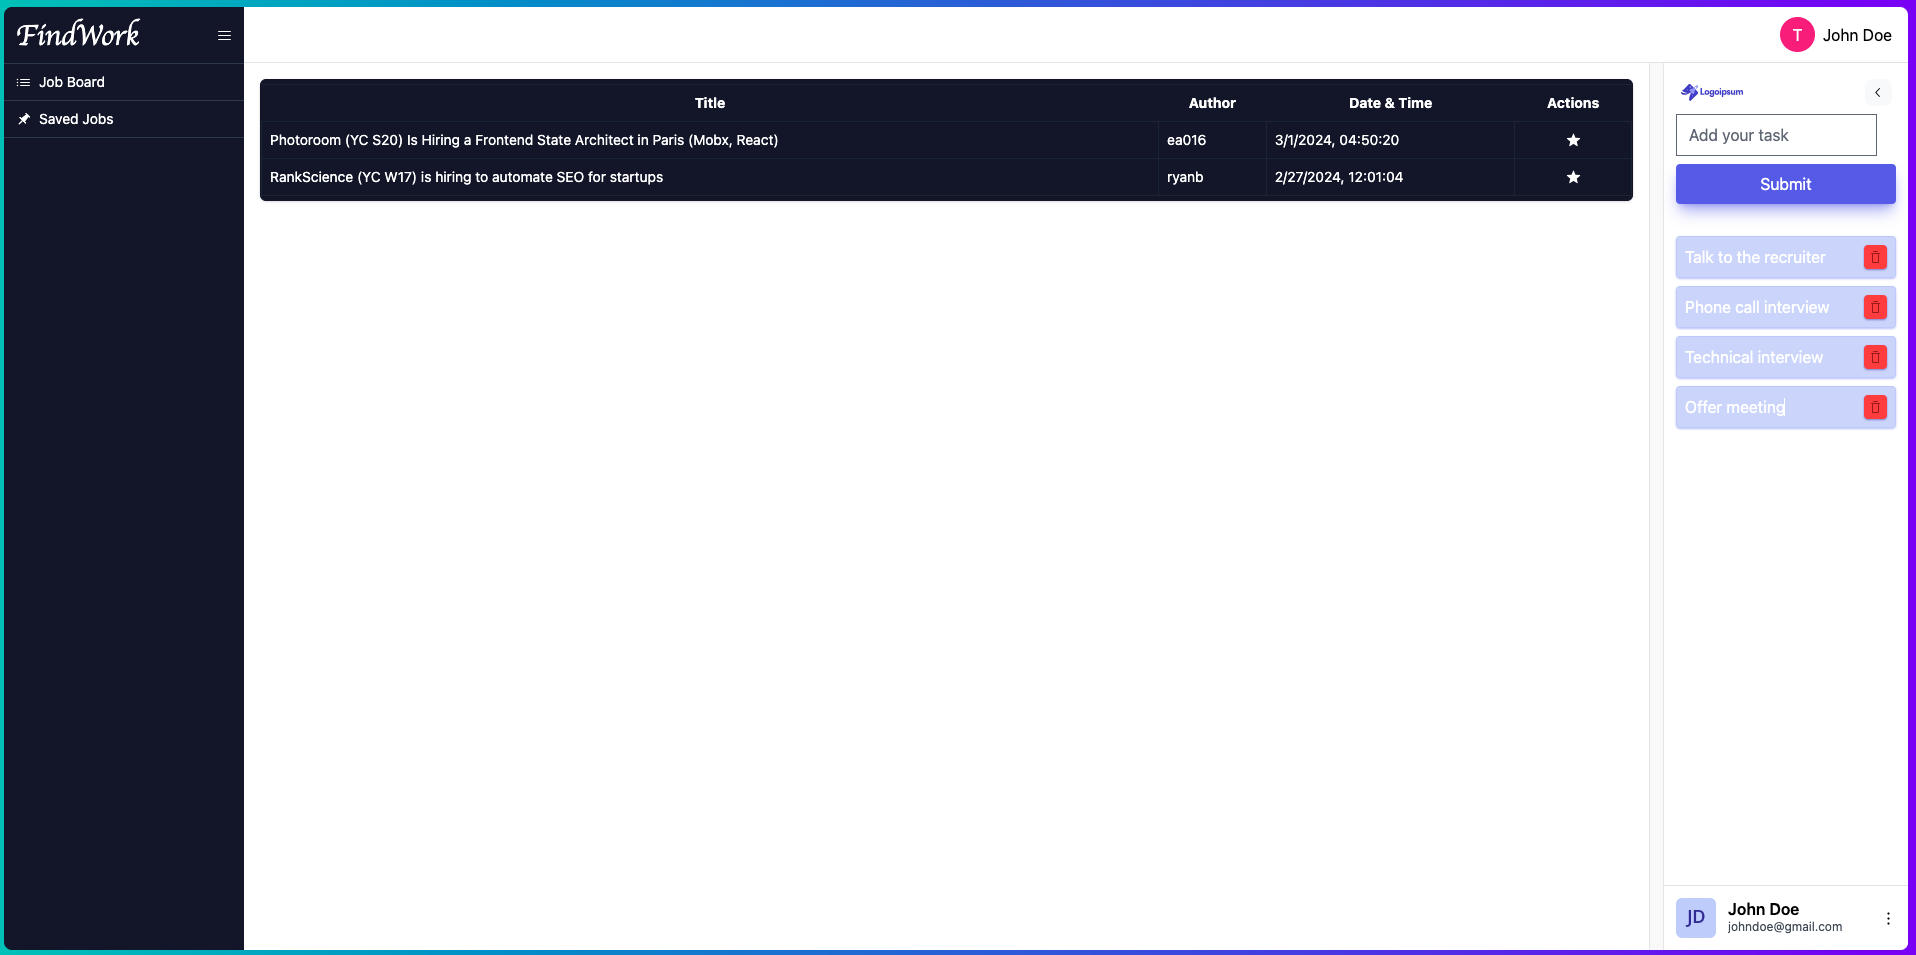 FindWork
T John Doe
Job Board
Saved Jobs
Title Author Date & Time Actions
Photoroom (YC S20) Is Hiring a Frontend State Architect in Paris (Mobx, React) ea016 3/1/2024, 04:50:20
RankScience (YC W17) is hiring to automate SEO for startups ryanb 2/27/2024, 12:01:04
Logoipsum
Add your task
Submit
Talk to the recruiter
Phone call interview
Technical interview
Offer meeting
JD John Doe
johndoe@gmail.com